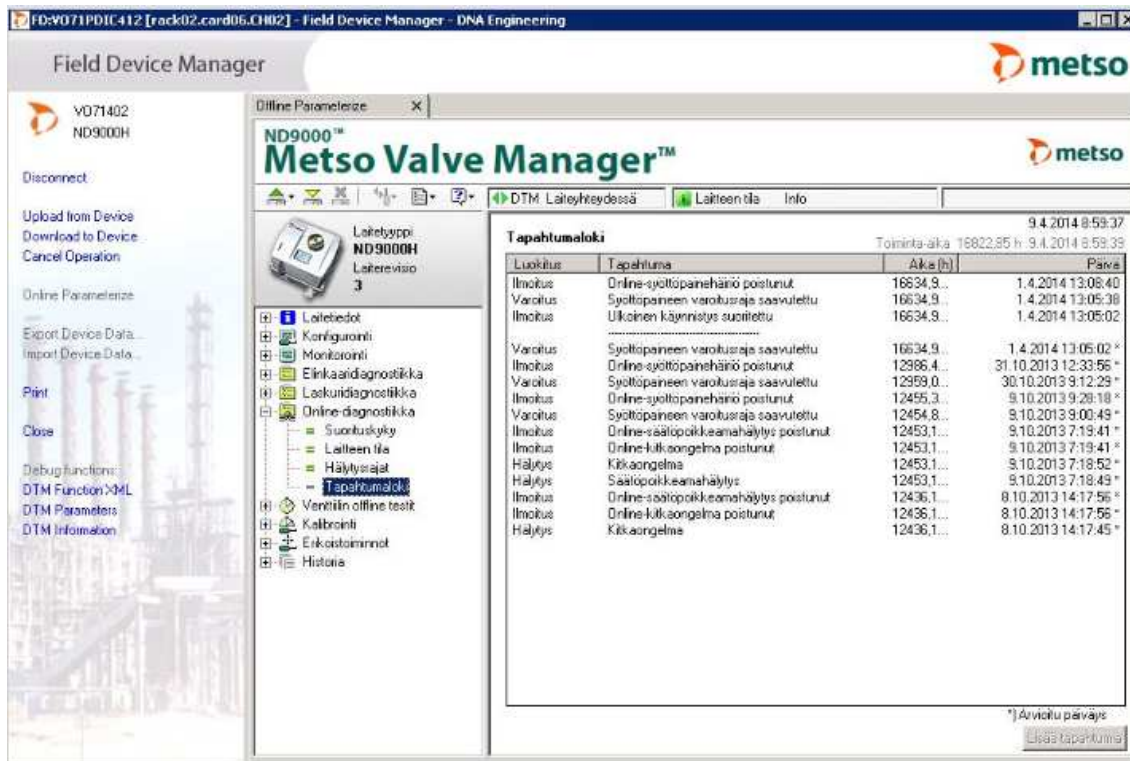 FD:VO71PDIC412 [rack02.card06.CH02] - Field Device Manager - DNA Engineering
Field Device Manager
metso
VO71402
ND9000H
Disconnect
Upload from Device
Download to Device
Cancel Operation
Online Parameterize
Export Device Data...
Import Device Data...
Print
Close
Debug functions:
DTM Function XML
DTM Parameters
DTM Information
Offline Parameterize X
ND9000™
Metso Valve Manager™
metso
DTM Laiteyhteydessä
Laitteen tila Info
Laitetyyppi
ND9000H
Laiterevisio
3
Laitetiedot
Konfigurointi
Monitorointi
Elinkaaridiagnostiikka
Laskuridiagnostiikka
Online-diagnostiikka
Suorituskyky
Laitteen tila
Hälytysrajat
Tapahtumaloki
Venttiilin offline testit
Kalibrointi
Erikoistoiminnot
Historia
9.4.2014 8:59:37
Tapahtumaloki
Toiminta-aika 16822,85 h 9.4.2014 8:59:39
Luokitus Tapahtuma Aika (h) Päivä
Ilmoitus Online-syöttöpainehäiriö poistunut 16634,9... 1.4.2014 13:08:40
Varoitus Syöttöpaineen varoitusraja saavutettu 16634,9... 1.4.2014 13:05:38
Ilmoitus Ulkoinen käynnistys suoritettu 16634,9... 1.4.2014 13:05:02
Varoitus Syöttöpaineen varoitusraja saavutettu 16634,9... 1.4.2014 13:05:02 *
Ilmoitus Online-syöttöpainehäiriö poistunut 12986,4... 31.10.2013 12:33:56 *
Varoitus Syöttöpaineen varoitusraja saavutettu 12959,0... 30.10.2013 9:12:29 *
Ilmoitus Online-syöttöpainehäiriö poistunut 12455,3... 9.10.2013 9:28:18 *
Varoitus Syöttöpaineen varoitusraja saavutettu 12454,8... 9.10.2013 9:00:49 *
Ilmoitus Online-säätöpoikkeamahälytys poistunut 12453,1... 9.10.2013 7:19:41 *
Ilmoitus Online-kitkaongelma poistunut 12453,1... 9.10.2013 7:19:41 *
Hälytys Kitkaongelma 12453,1... 9.10.2013 7:18:52 *
Hälytys Säätöpoikkeamahälytys 12453,1... 9.10.2013 7:18:49 *
Ilmoitus Online-säätöpoikkeamahälytys poistunut 12436,1... 8.10.2013 14:17:56 *
Ilmoitus Online-kitkaongelma poistunut 12436,1... 8.10.2013 14:17:56 *
Hälytys Kitkaongelma 12436,1... 8.10.2013 14:17:45 *
*) Arvioitu päiväys
Lisää tapahtuma